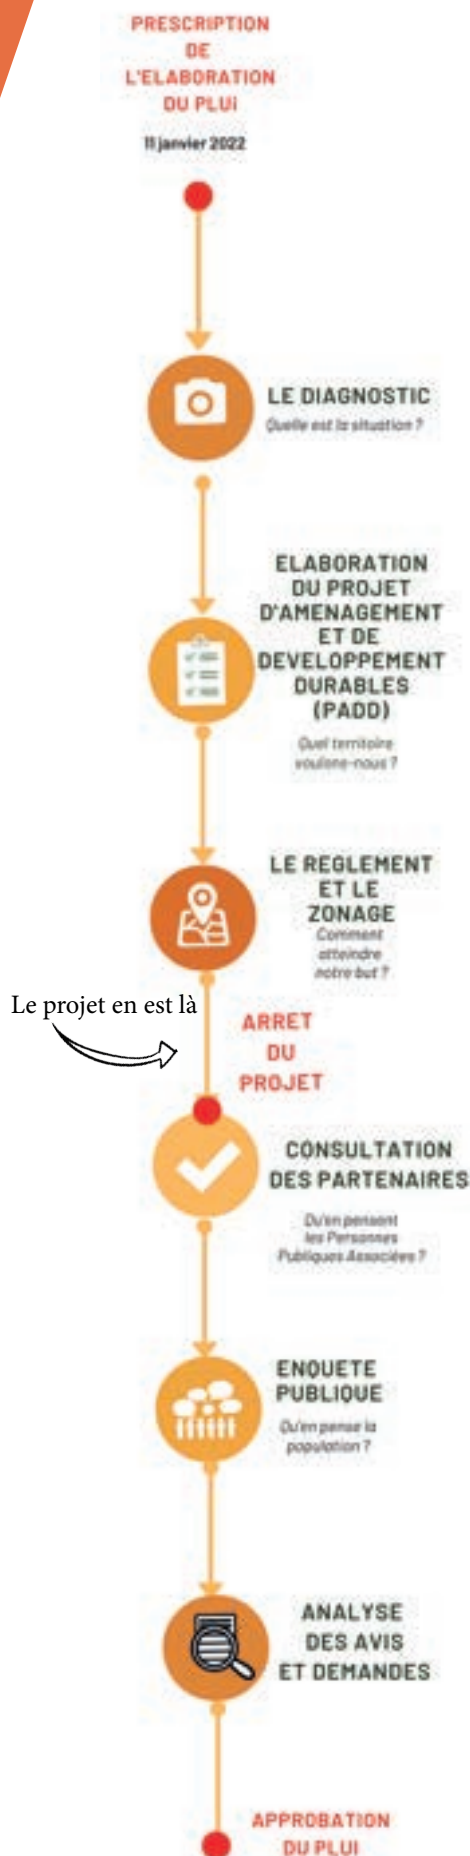 PRESCRIPTION
DE
L'ELABORATION
DU PLUi
11 janvier 2022
LE DIAGNOSTIC
Quelle est la situation ?
ELABORATION
DU PROJET
D'AMENAGEMENT
ET DE
DEVELOPPEMENT
DURABLES
(PADD)
Quel territoire
voulons-nous ?
LE REGLEMENT
ET LE
ZONAGE
Comment
atteindre
notre but ?
Le projet en est là
ARRET
DU
PROJET
CONSULTATION
DES PARTENAIRES
Qu'en pensent
les Personnes
Publiques Associées ?
ENQUETE
PUBLIQUE
Qu'en pense la
population ?
ANALYSE
DES AVIS
ET DEMANDES
APPROBATION
DU PLUI